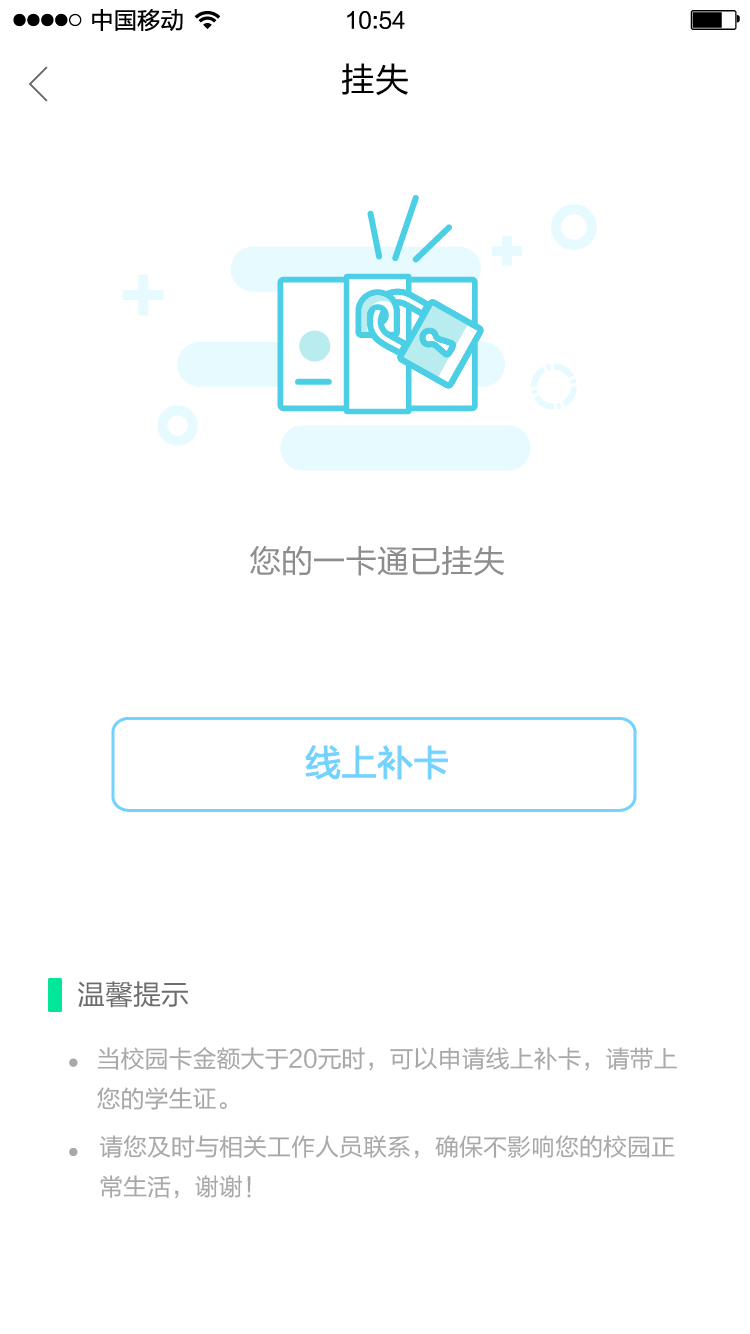 中国移动 10:54
挂失
您的一卡通已挂失
线上补卡
温馨提示
当校园卡金额大于20元时，可以申请线上补卡，请带上
您的学生证。
请您及时与相关工作人员联系，确保不影响您的校园正
常生活，谢谢！